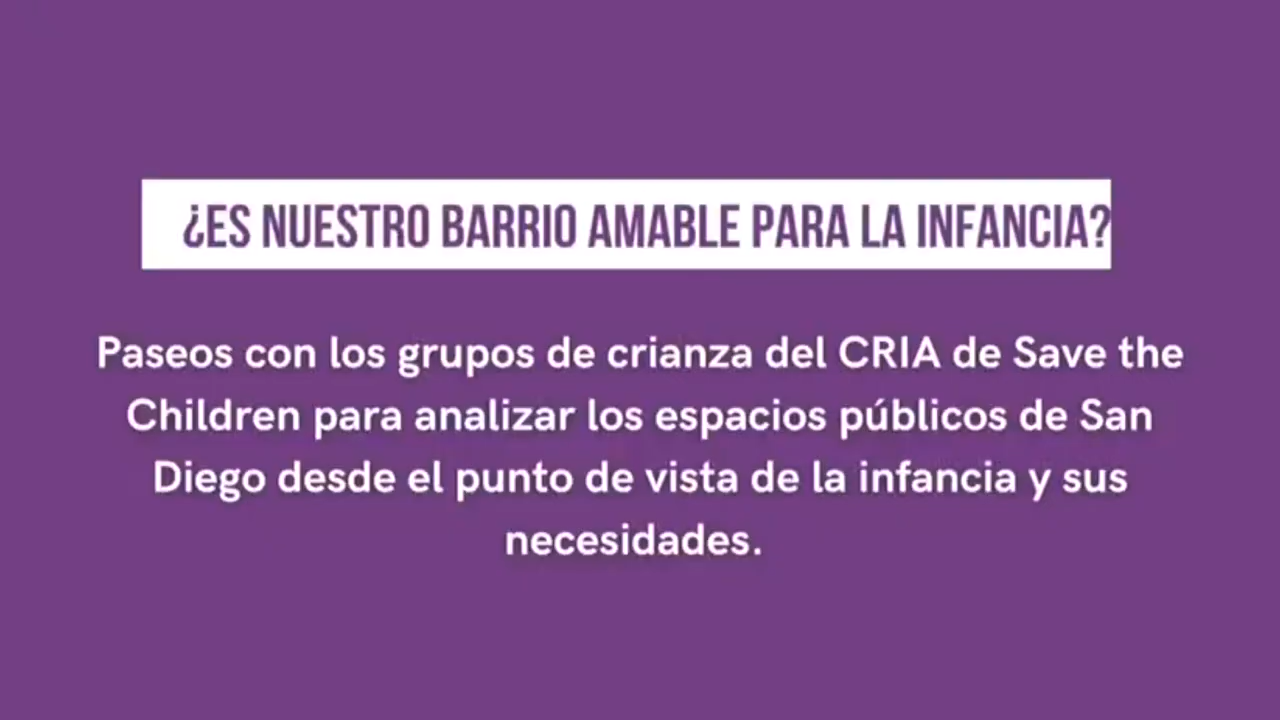 ¿ES NUESTRO BARRIO AMABLE PARA LA INFANCIA?
Paseos con los grupos de crianza del CRIA de Save the
Children para analizar los espacios públicos de San
Diego desde el punto de vista de la infancia y sus
necesidades.